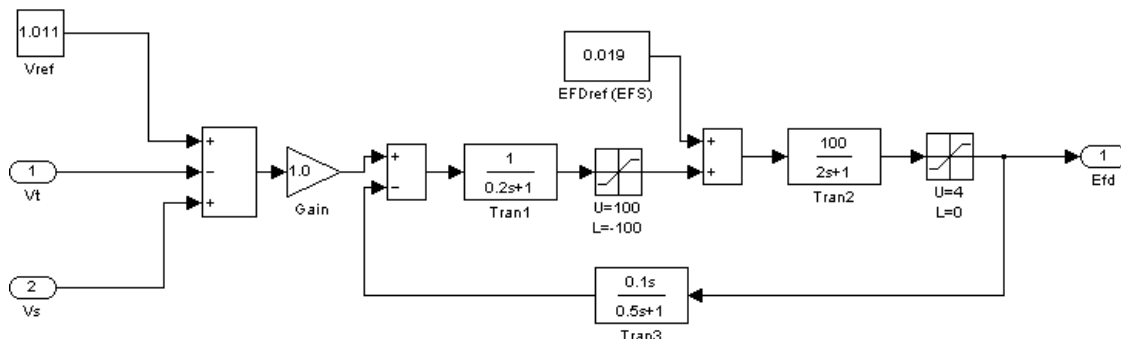 1.011
Vref
0.019
EFDref (EFS)
+
1
Vt
-
+
2
Vs
1.0
Gain
+
-
1
0.2s+1
Tran1
U=100
L=-100
+
+
100
2s+1
Tran2
U=4
L=0
1
Efd
0.1s
0.5s+1
Tran3